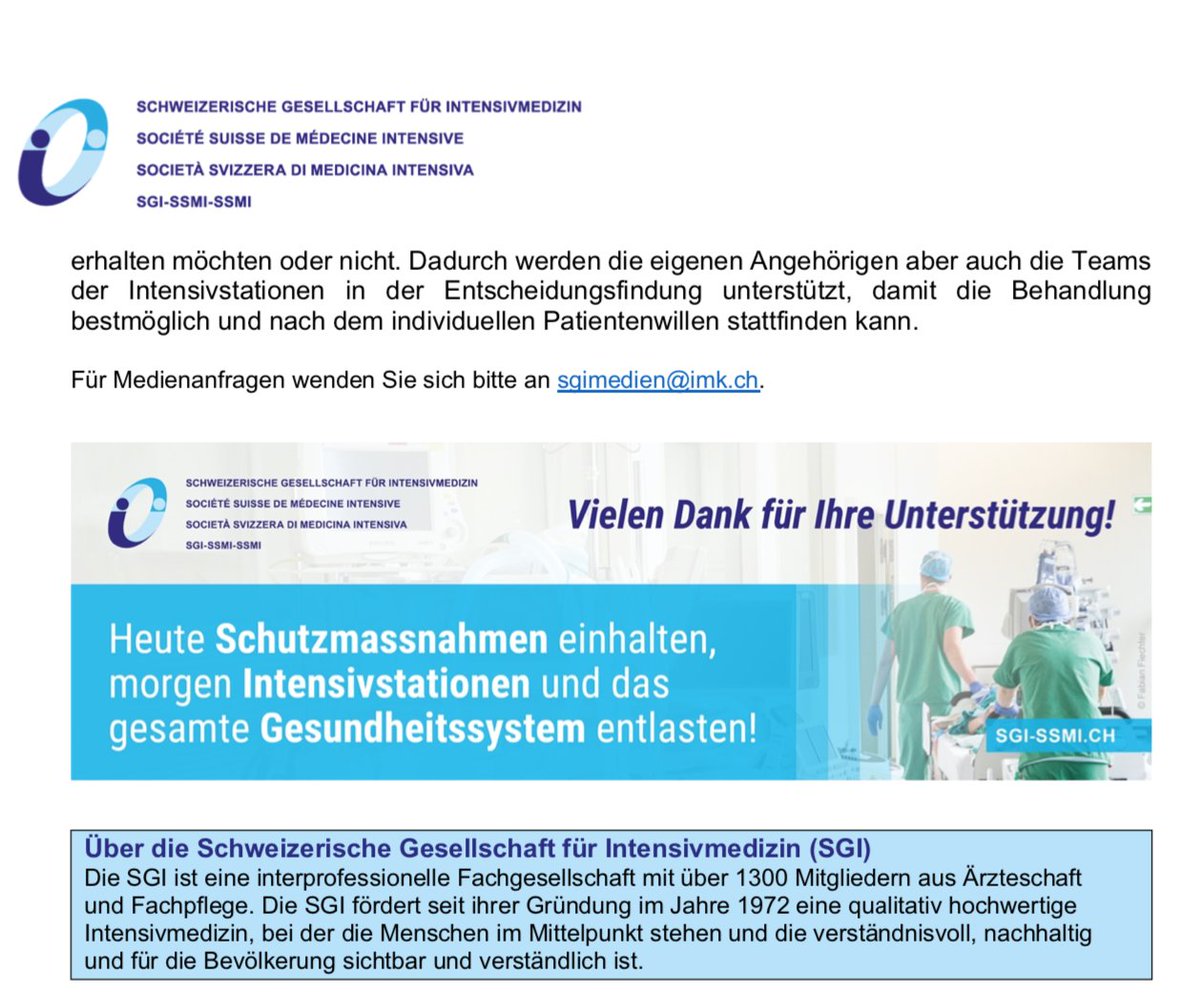 SCHWEIZERISCHE GESELLSCHAFT FÜR INTENSIVMEDIZIN
SOCIÉTÉ SUISSE DE MÉDECINE INTENSIVE
SOCIETÀ SVIZZERA DI MEDICINA INTENSIVA
SGI-SSMI-SSMI
erhalten möchten oder nicht. Dadurch werden die eigenen Angehörigen aber auch die Teams
der Intensivstationen in der Entscheidungsfindung unterstützt, damit die Behandlung
bestmöglich und nach dem individuellen Patientenwillen stattfinden kann.
Für Medienanfragen wenden Sie sich bitte an sgimedien@imk.ch.
SCHWEIZERISCHE GESELLSCHAFT FÜR INTENSIVMEDIZIN
SOCIÉTÉ SUISSE DE MÉDECINE INTENSIVE
SOCIETÀ SVIZZERA DI MEDICINA INTENSIVA
SGI-SSMI-SSMI
Vielen Dank für Ihre Unterstützung!
Heute Schutzmassnahmen einhalten,
morgen Intensivstationen und das
gesamte Gesundheitssystem entlasten!
© Fabian Fiechter
SGI-SSMI.CH
Über die Schweizerische Gesellschaft für Intensivmedizin (SGI)
Die SGI ist eine interprofessionelle Fachgesellschaft mit über 1300 Mitgliedern aus Ärzteschaft
und Fachpflege. Die SGI fördert seit ihrer Gründung im Jahre 1972 eine qualitativ hochwertige
Intensivmedizin, bei der die Menschen im Mittelpunkt stehen und die verständnisvoll, nachhaltig
und für die Bevölkerung sichtbar und verständlich ist.